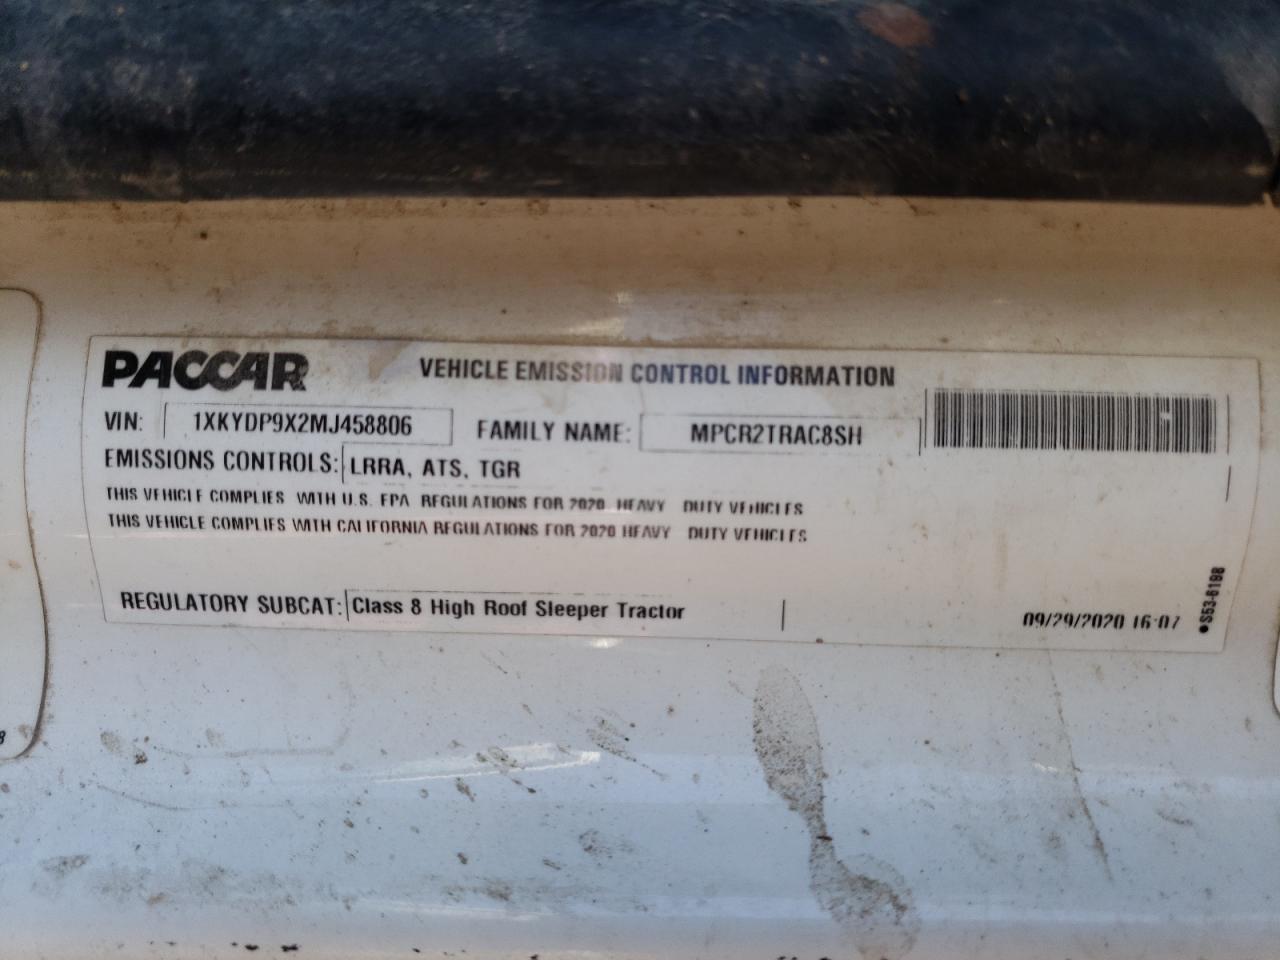 PACCAR
VEHICLE EMISSION CONTROL INFORMATION
VIN: 1XKYDP9X2MJ458806 FAMILY NAME: MPCR2TRAC8SH
EMISSIONS CONTROLS: LRRA, ATS, TGR
THIS VEHICLE COMPLIES WITH U.S. EPA REGULATIONS FOR 2020 HEAVY DUTY VEHICLES
THIS VEHICLE COMPLIES WITH CALIFORNIA REGULATIONS FOR 2020 HEAVY DUTY VEHICLES
REGULATORY SUBCAT: Class 8 High Roof Sleeper Tractor
09/29/2020 16:07
●S53-6198